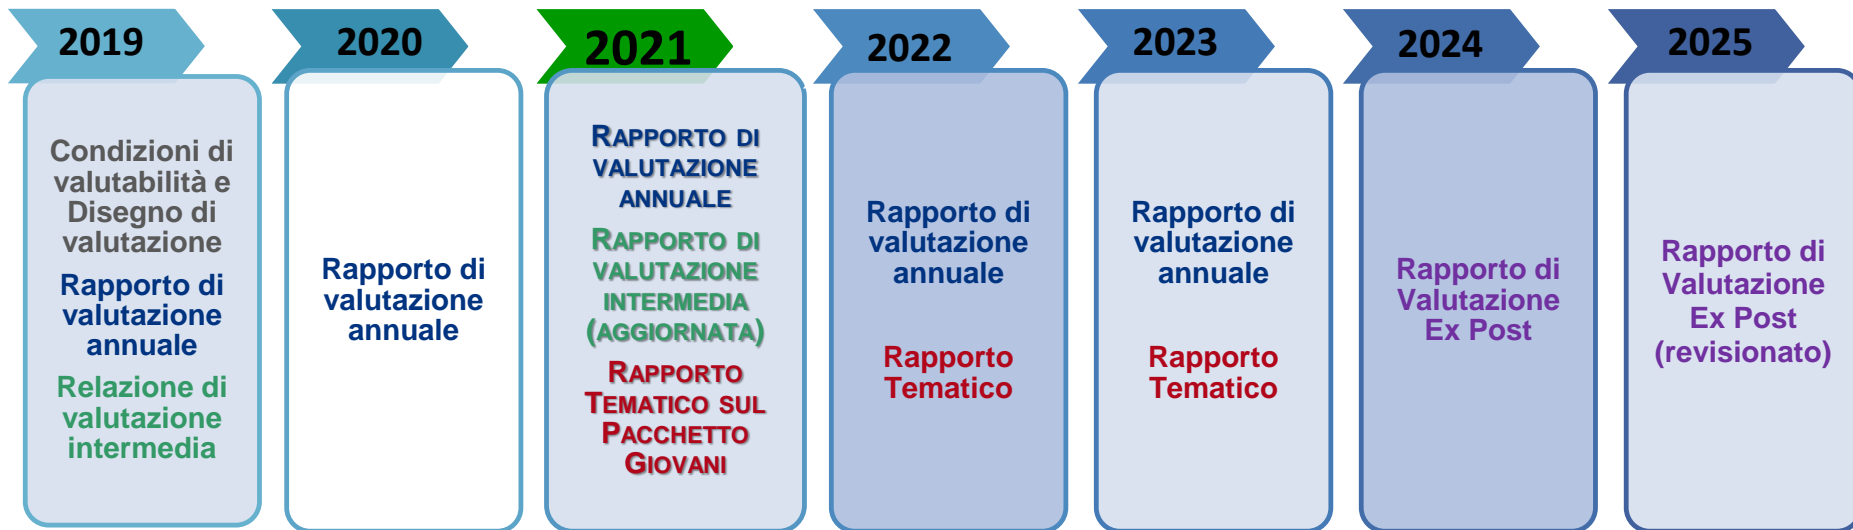 2019
Condizioni di
valutabilità e
Disegno di
valutazione
Rapporto di
valutazione
annuale
Relazione di
valutazione
intermedia
2020
Rapporto di
valutazione
annuale
2021
RAPPORTO DI
VALUTAZIONE
ANNUALE
RAPPORTO DI
VALUTAZIONE
INTERMEDIA
(AGGIORNATA)
RAPPORTO
TEMATICO SUL
PACCHETTO
GIOVANI
2022
Rapporto di
valutazione
annuale
Rapporto
Tematico
2023
Rapporto di
valutazione
annuale
Rapporto
Tematico
2024
Rapporto di
Valutazione
Ex Post
2025
Rapporto di
Valutazione
Ex Post
(revisionato)